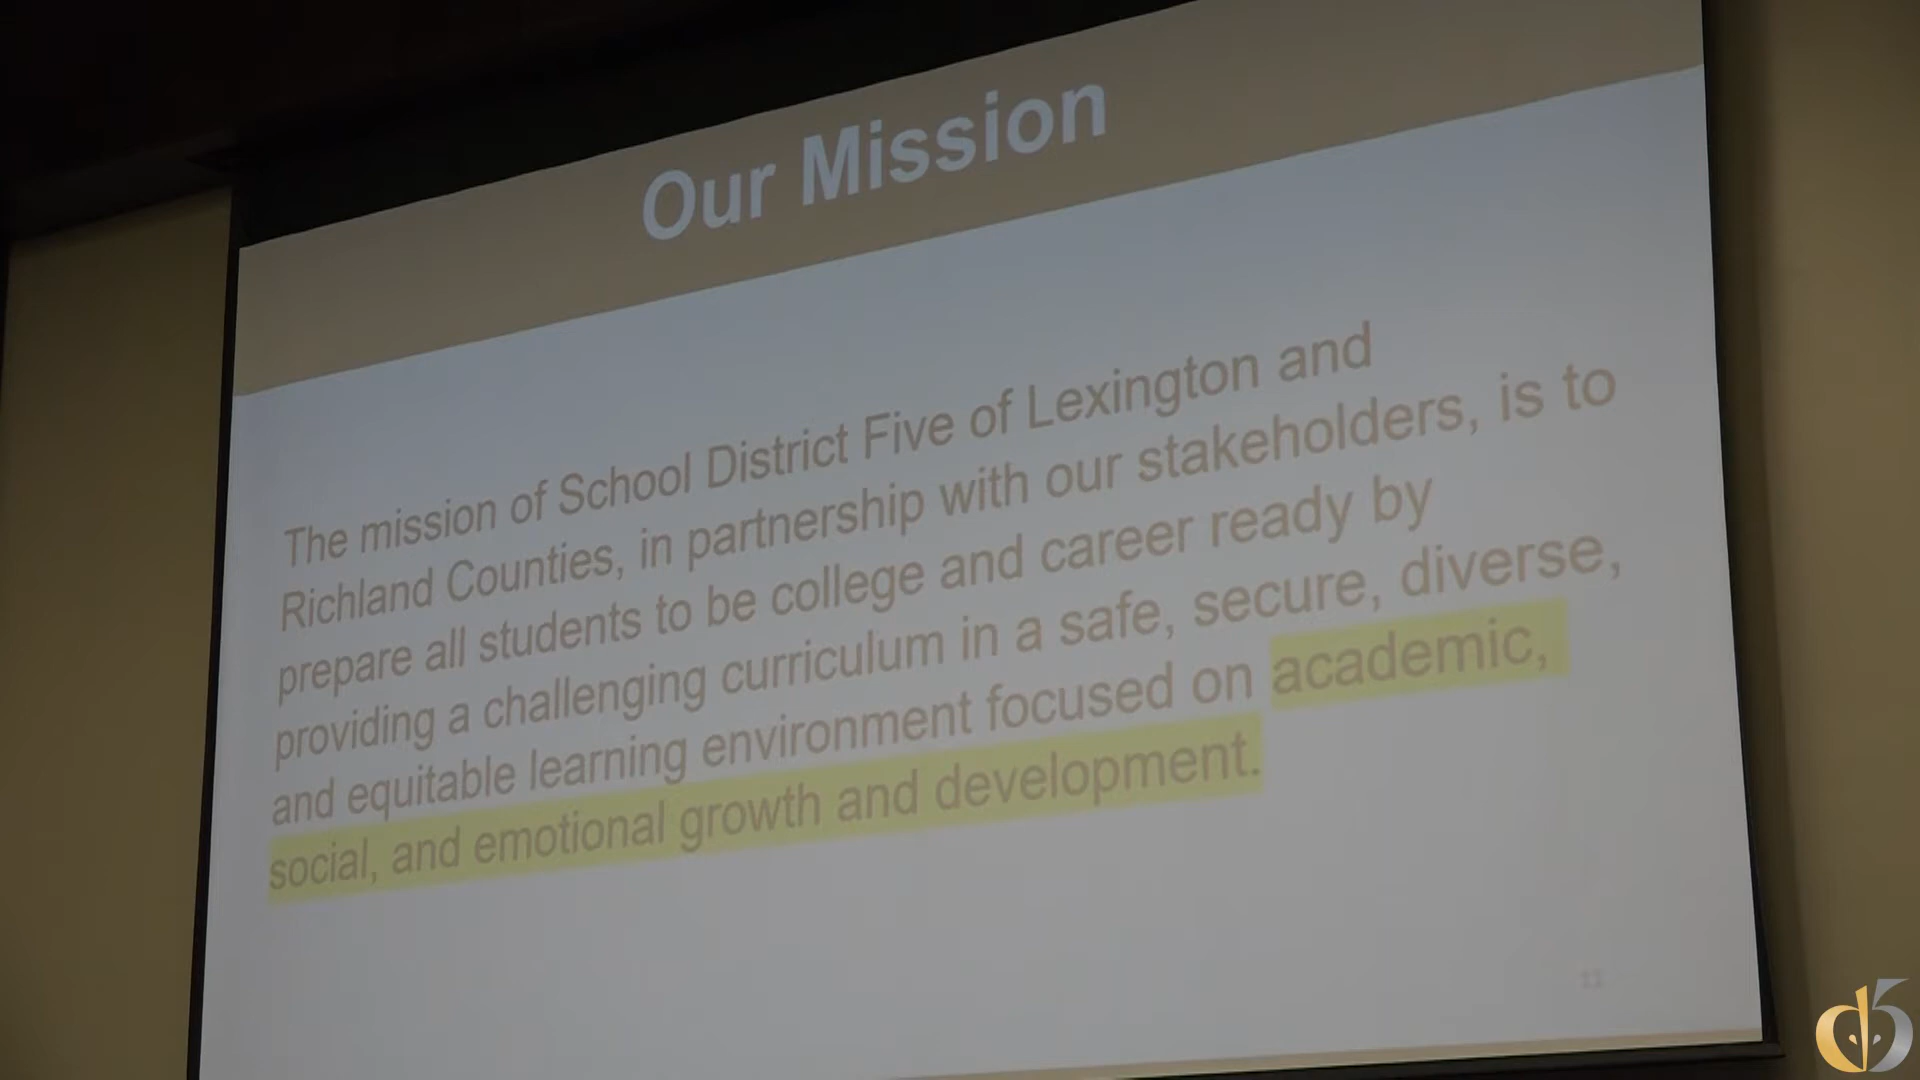 Our Mission
The mission of School District Five of Lexington and
Richland Counties, in partnership with our stakeholders, is to
prepare all students to be college and career ready by
providing a challenging curriculum in a safe, secure, diverse,
and equitable learning environment focused on academic,
social, and emotional growth and development.
d5